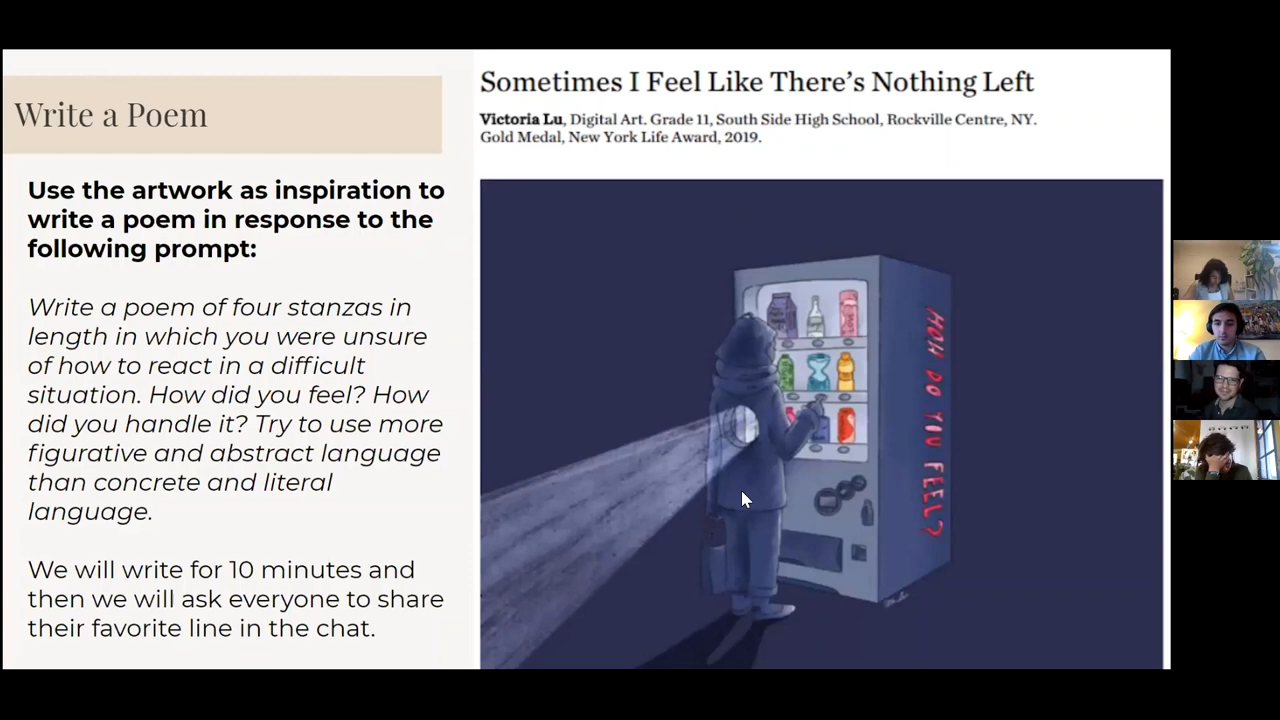 Write a Poem
Use the artwork as inspiration to
write a poem in response to the
following prompt:
Write a poem of four stanzas in
length in which you were unsure
of how to react in a difficult
situation. How did you feel? How
did you handle it? Try to use more
figurative and abstract language
than concrete and literal
language.
We will write for 10 minutes and
then we will ask everyone to share
their favorite line in the chat.
Sometimes I Feel Like There's Nothing Left
Victoria Lu, Digital Art. Grade 11, South Side High School, Rockville Centre, NY.
Gold Medal, New York Life Award, 2019.
LOVE
HOW DO YOU FEEL?